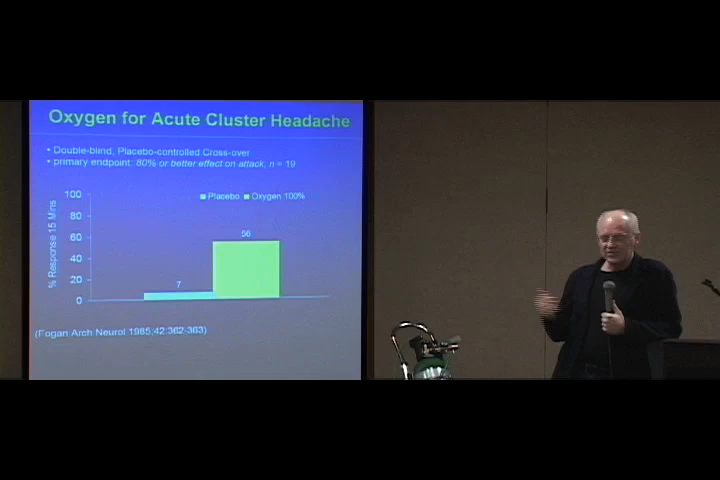 Oxygen for Acute Cluster Headache
• Double-blind, Placebo-controlled Cross-over
• primary endpoint: 80% or better effect on attack, n = 19
Placebo Oxygen 100%
% Response 15 Mins
100
80
60
40
20
0
7
56
(Fogan Arch Neurol 1985;42:362-363)